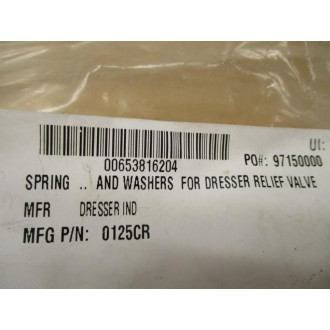 UI:
00653816204
PO#: 97150000
SPRING .. AND WASHERS FOR DRESSER RELIEF VALVE
MFR DRESSER IND
MFG P/N: 0125CR